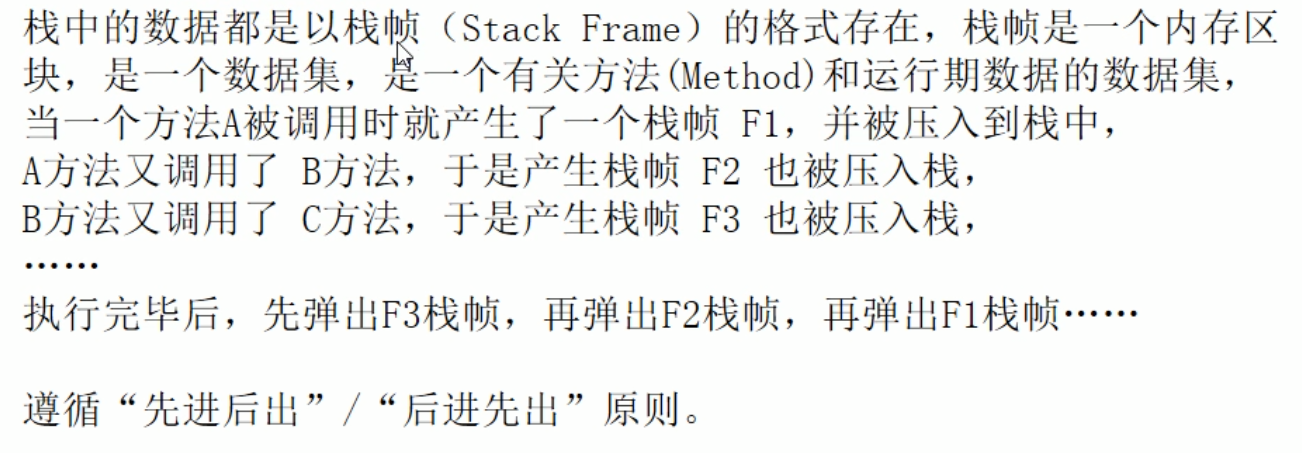 栈中的数据都是以栈帧（Stack Frame）的格式存在，栈帧是一个内存区
块，是一个数据集，是一个有关方法(Method)和运行期数据的数据集，
当一个方法A被调用时就产生了一个栈帧 F1，并被压入到栈中，
A方法又调用了 B方法，于是产生栈帧 F2 也被压入栈，
B方法又调用了 C方法，于是产生栈帧 F3 也被压入栈，
……
执行完毕后，先弹出F3栈帧，再弹出F2栈帧，再弹出F1栈帧……
遵循“先进后出”/“后进先出”原则。